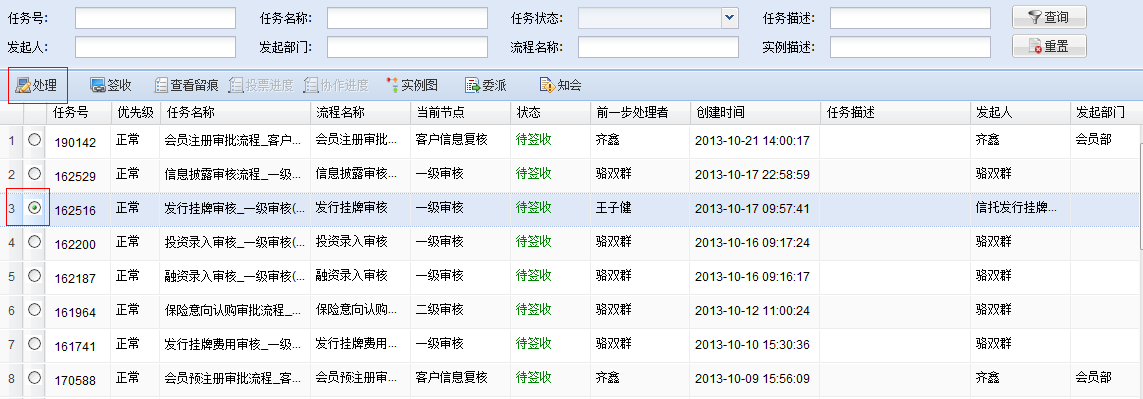 任务号: 任务名称: 任务状态: 任务描述: 查询
发起人: 发起部门: 流程名称: 实例描述: 重置
处理 签收 查看留痕 投票进度 协作进度 实例图 委派 知会
任务号 优先级 任务名称 流程名称 当前节点 状态 前一步处理者 创建时间 任务描述 发起人 发起部门
1 190142 正常 会员注册审批流程_客户... 会员注册审批... 客户信息复核 待签收 齐鑫 2013-10-21 14:00:17 齐鑫 会员部
2 162529 正常 信息披露审核流程_一级... 信息披露审核... 一级审核 待签收 骆双群 2013-10-17 22:58:59 骆双群
3 162516 正常 发行挂牌审核_一级审核(... 发行挂牌审核 一级审核 待签收 王子健 2013-10-17 09:57:41 信托发行挂牌...
4 162200 正常 投资录入审核_一级审核(... 投资录入审核 一级审核 待签收 骆双群 2013-10-16 09:17:24 骆双群
5 162187 正常 融资录入审核_一级审核(... 融资录入审核 一级审核 待签收 骆双群 2013-10-16 09:16:17 骆双群
6 161964 正常 保险意向认购审批流程_... 保险意向认购... 二级审核 待签收 骆双群 2013-10-12 11:00:24 骆双群
7 161741 正常 发行挂牌费用审核_一级... 发行挂牌费用... 一级审核 待签收 骆双群 2013-10-10 15:30:36 骆双群
8 170588 正常 会员预注册审批流程_客... 会员预注册审... 客户信息复核 待签收 齐鑫 2013-10-09 15:56:09 齐鑫 会员部